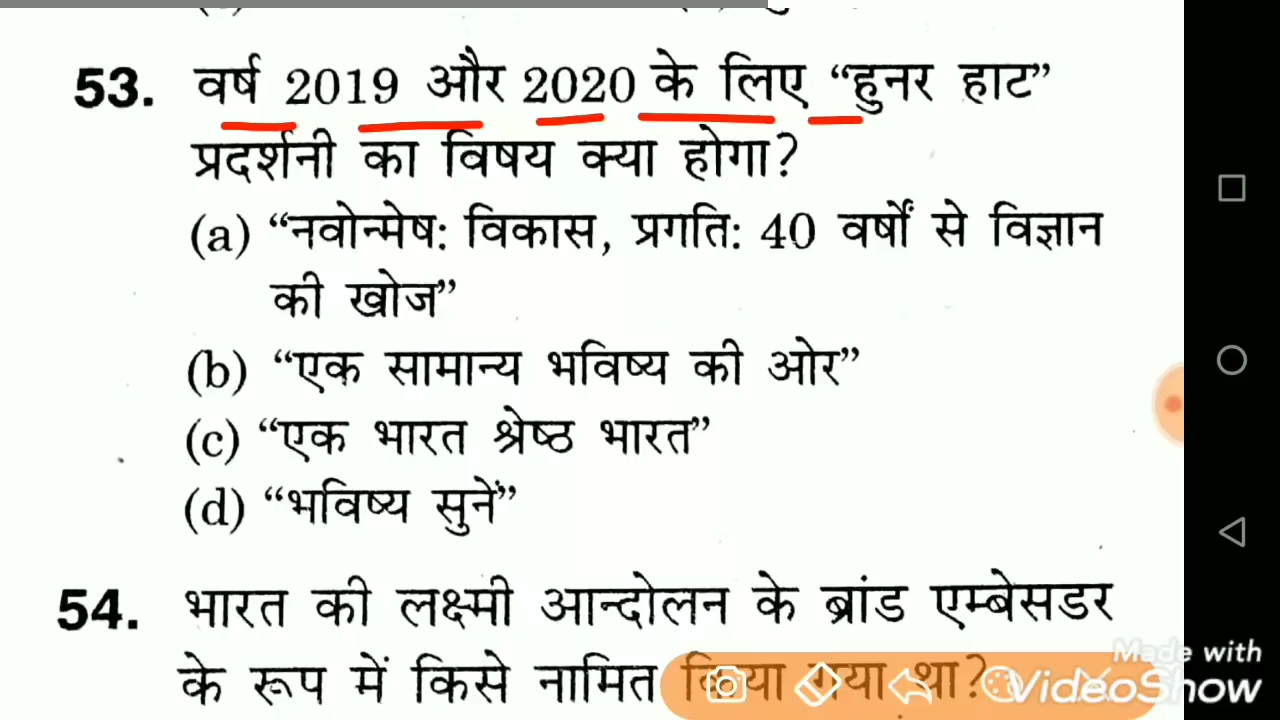 53. वर्ष 2019 और 2020 के लिए “हुनर हाट”
प्रदर्शनी का विषय क्या होगा?
(a) “नवोन्मेष: विकास, प्रगति: 40 वर्षों से विज्ञान
की खोज”
(b) “एक सामान्य भविष्य की ओर”
(c) “एक भारत श्रेष्ठ भारत”
(d) “भविष्य सुनें”
54. भारत की लक्ष्मी आन्दोलन के ब्रांड एम्बेसडर
के रूप में किसे नामित किया गया था?
Made with
VideoShow